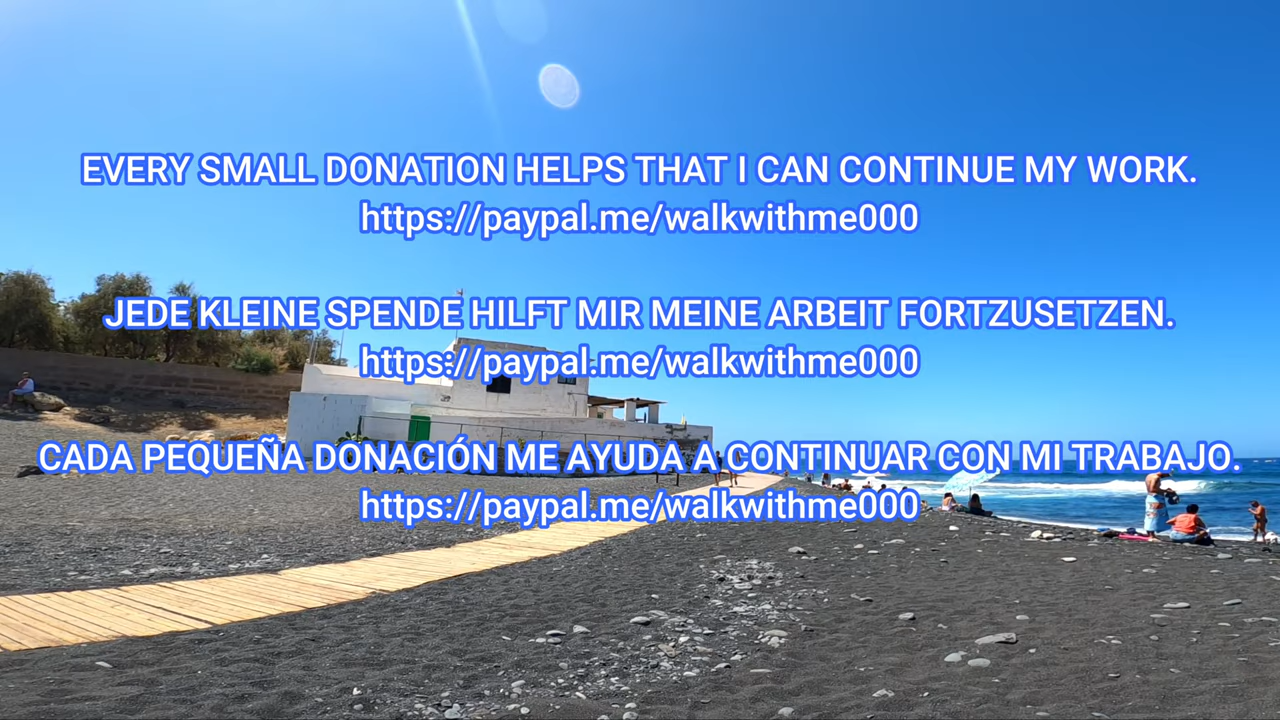 EVERY SMALL DONATION HELPS THAT I CAN CONTINUE MY WORK.
https://paypal.me/walkwithme000
JEDE KLEINE SPENDE HILFT MIR MEINE ARBEIT FORTZUSETZEN.
https://paypal.me/walkwithme000
CADA PEQUEÑA DONACIÓN ME AYUDA A CONTINUAR CON MI TRABAJO.
https://paypal.me/walkwithme000